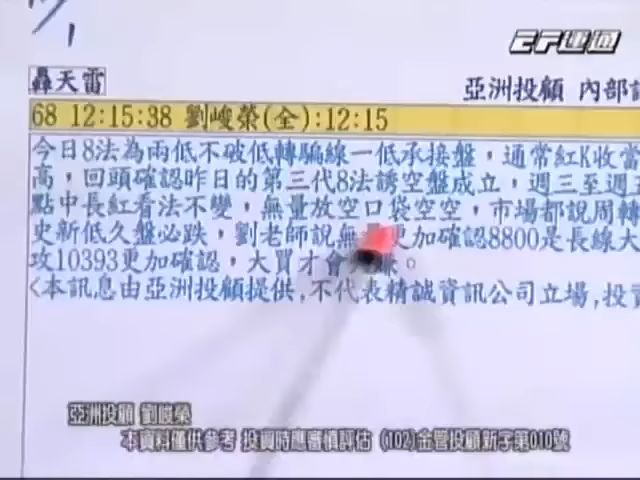 EF運通
轟天雷
亞洲投顧 內部
68 12:15:38 劉峻榮(全):12:15
今日8法為兩低不破低轉騙線一低承接盤，通常紅K收當
高，回頭確認昨日的第三代8法誘空盤成立，週三至週
點中長紅看法不變，無量放空口袋空空，市場都說周轉
史新低久盤必跌，劉老師說無 更加確認8800是長線大
攻10393更加確認，大買才會 。
<本訊息由亞洲投顧提供,不代表精誠資訊公司立場,投資
亞洲投顧 劉峻榮
本資料僅供參考 投資時應審慎評估 (102)金管投顧新字第010號